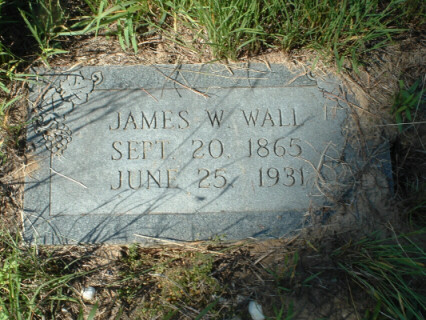 JAMES W. WALL
SEPT. 20 1865
JUNE 25, 1931